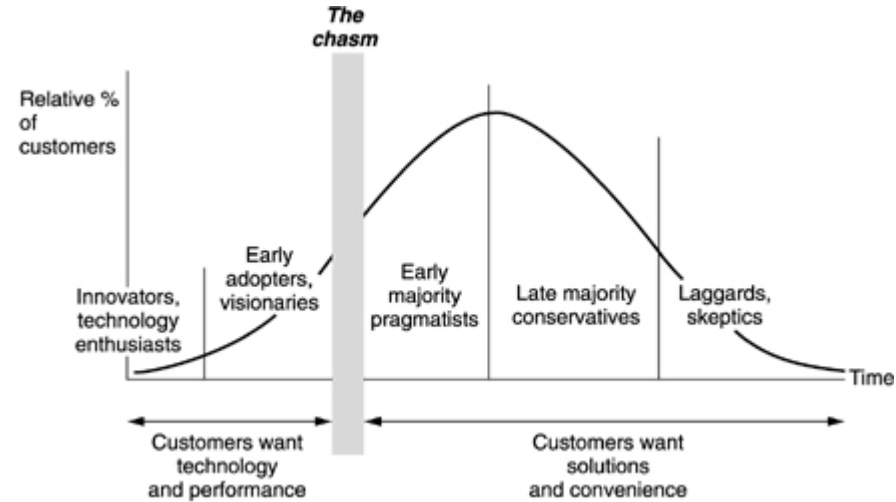 The
chasm
Relative %
of
customers
Innovators,
technology
enthusiasts
Early
adopters,
visionaries
Early
majority
pragmatists
Late majority
conservatives
Laggards,
skeptics
Time
Customers want
technology
and performance
Customers want
solutions
and convenience